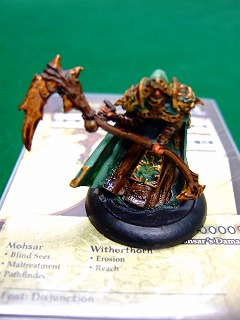 Mohsar
• Blind Seer
• Maltreatment
• Pathfinder
Witherthorn
• Erosion
• Reach
Feat: Disjunction